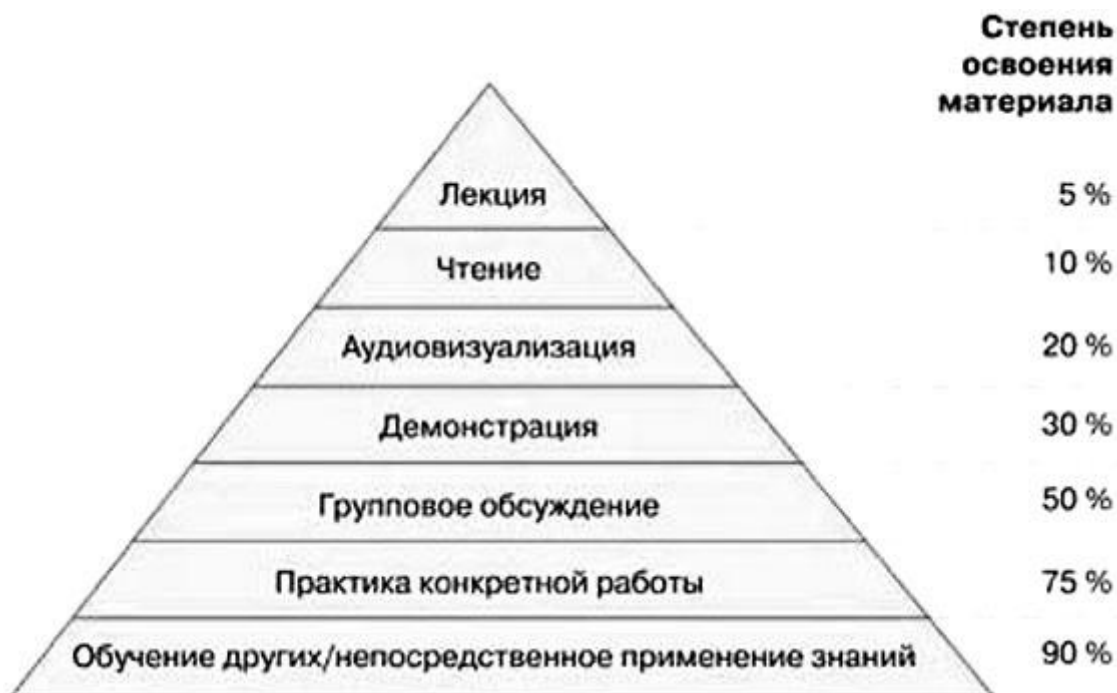 Степень
освоения
материала
Лекция 5 %
Чтение 10 %
Аудиовизуализация 20 %
Демонстрация 30 %
Групповое обсуждение 50 %
Практика конкретной работы 75 %
Обучение других/непосредственное применение знаний 90 %